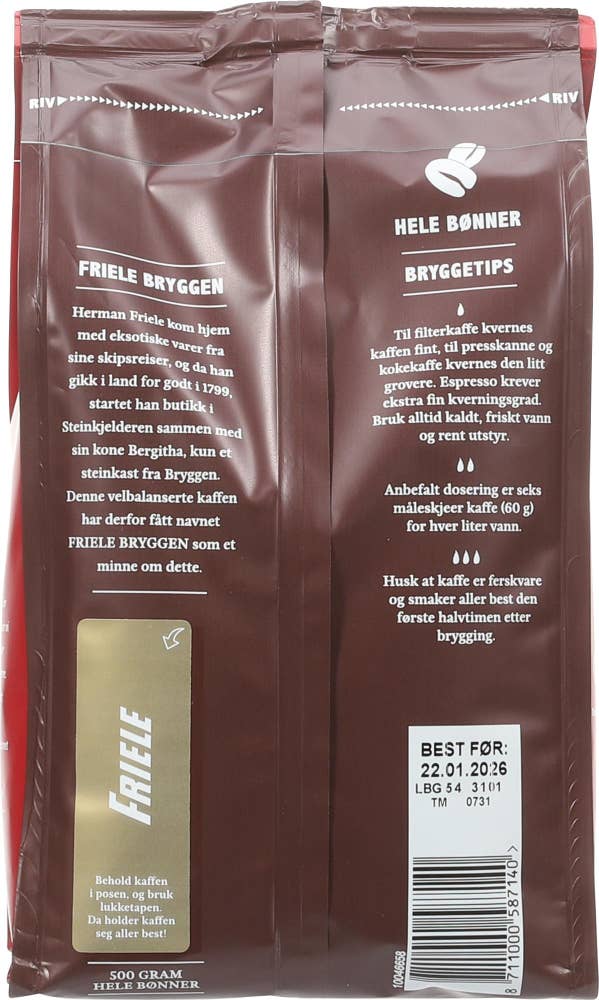 RIV
RIV
FRIELE BRYGGEN
Herman Friele kom hjem
med eksotiske varer fra
sine skipsreiser, og da han
gikk i land for godt i 1799,
startet han butikk i
Steinkjelderen sammen med
sin kone Bergitha, kun et
steinkast fra Bryggen.
Denne velbalanserte kaffen
har derfor fått navnet
FRIELE BRYGGEN som et
minne om dette.
FRIELE
Behold kaffen
i posen, og bruk
lukketapen.
Da holder kaffen
seg aller best!
500 GRAM
HELE BØNNER
HELE BØNNER
BRYGGETIPS
Til filterkaffe kvernes
kaffen fint, til presskanne og
kokekaffe kvernes den litt
grovere. Espresso krever
ekstra fin kverningsgrad.
Bruk alltid kaldt, friskt vann
og rent utstyr.
Anbefalt dosering er seks
måleskjeer kaffe (60 g)
for hver liter vann.
Husk at kaffe er ferskvare
og smaker aller best den
første halvtimen etter
brygging.
BEST FØR:
22.01.2026
LBG 54 3101
TM 0731
8 711000 587140 >
10046658